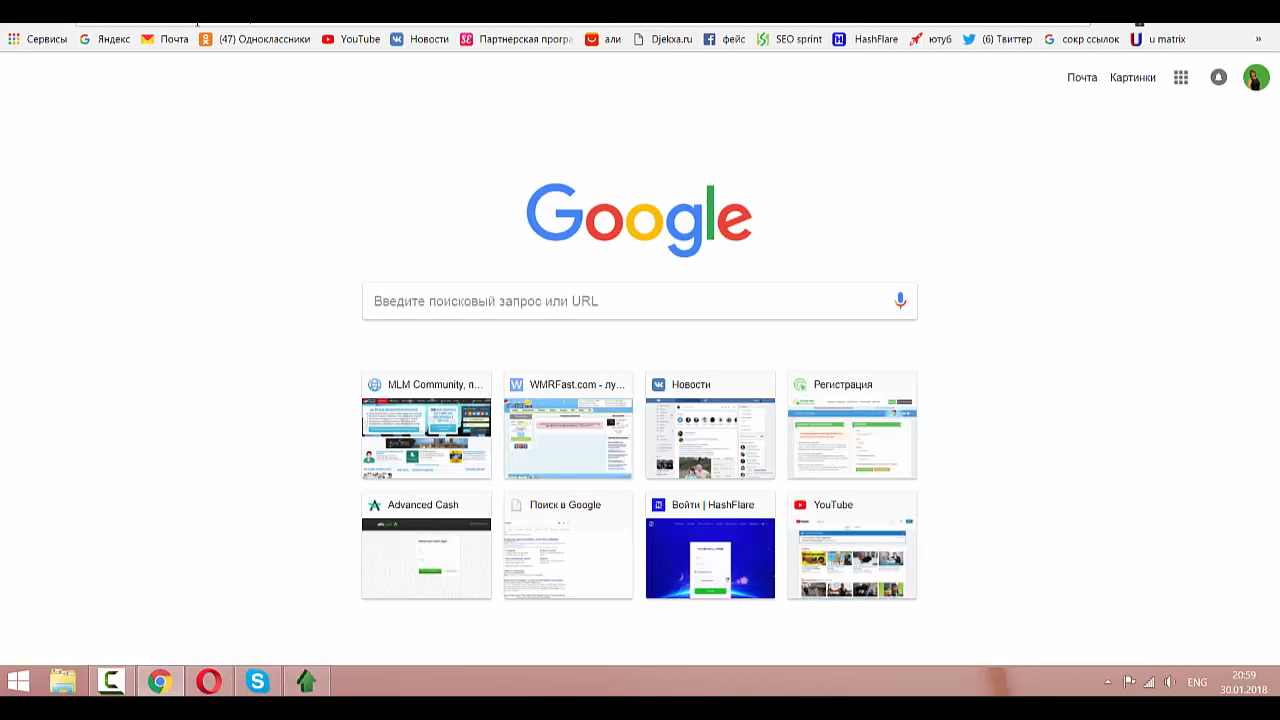 Сервисы Яндекс Почта (47) Одноклассники YouTube Новости Партнерская прогр али Djekxa.ru фейс SEO sprint HashFlare ютуб (6) Твиттер сокр сслок u matrix »
Почта Картинки
Google
Введите поисковый запрос или URL
MLM Community, п... WMRFast.com - лу... Новости Регистрация
Advanced Cash Поиск в Google Войти | HashFlare YouTube
ENG 20:59
30.01.2018